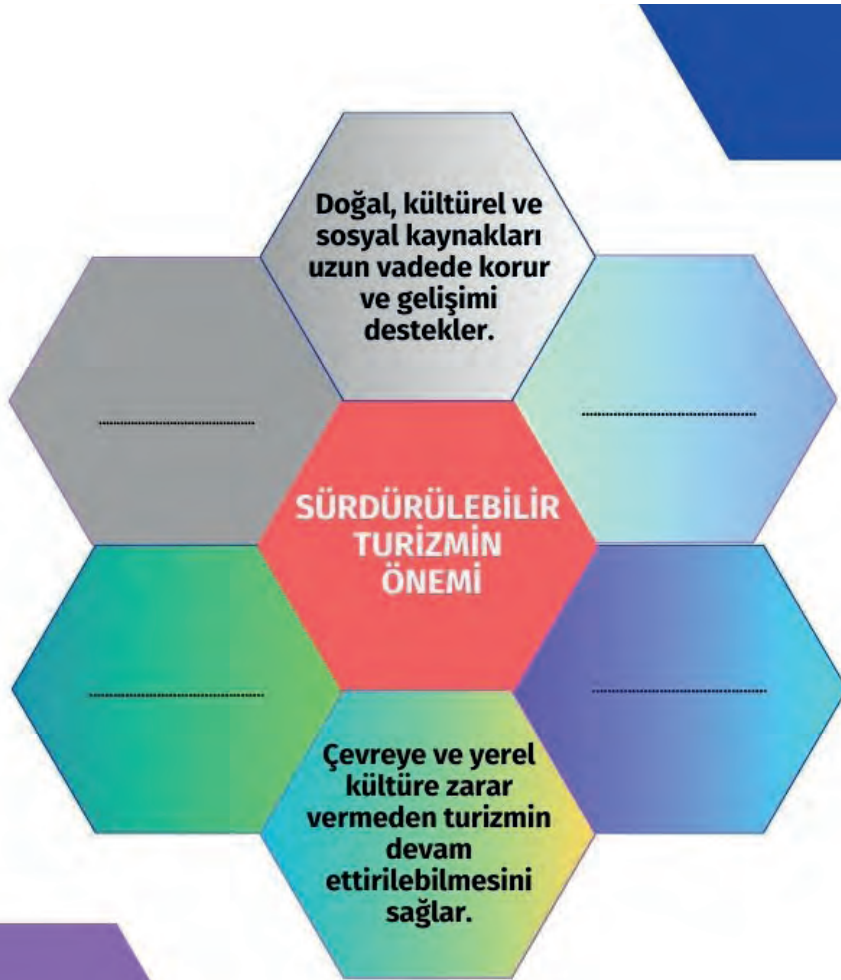 Doğal, kültürel ve
sosyal kaynakları
uzun vadede korur
ve gelişimi
destekler.
SÜRDÜRÜLEBİLİR
TURİZMİN
ÖNEMİ
Çevreye ve yerel
kültüre zarar
vermeden turizmin
devam
ettirilebilmesini
sağlar.